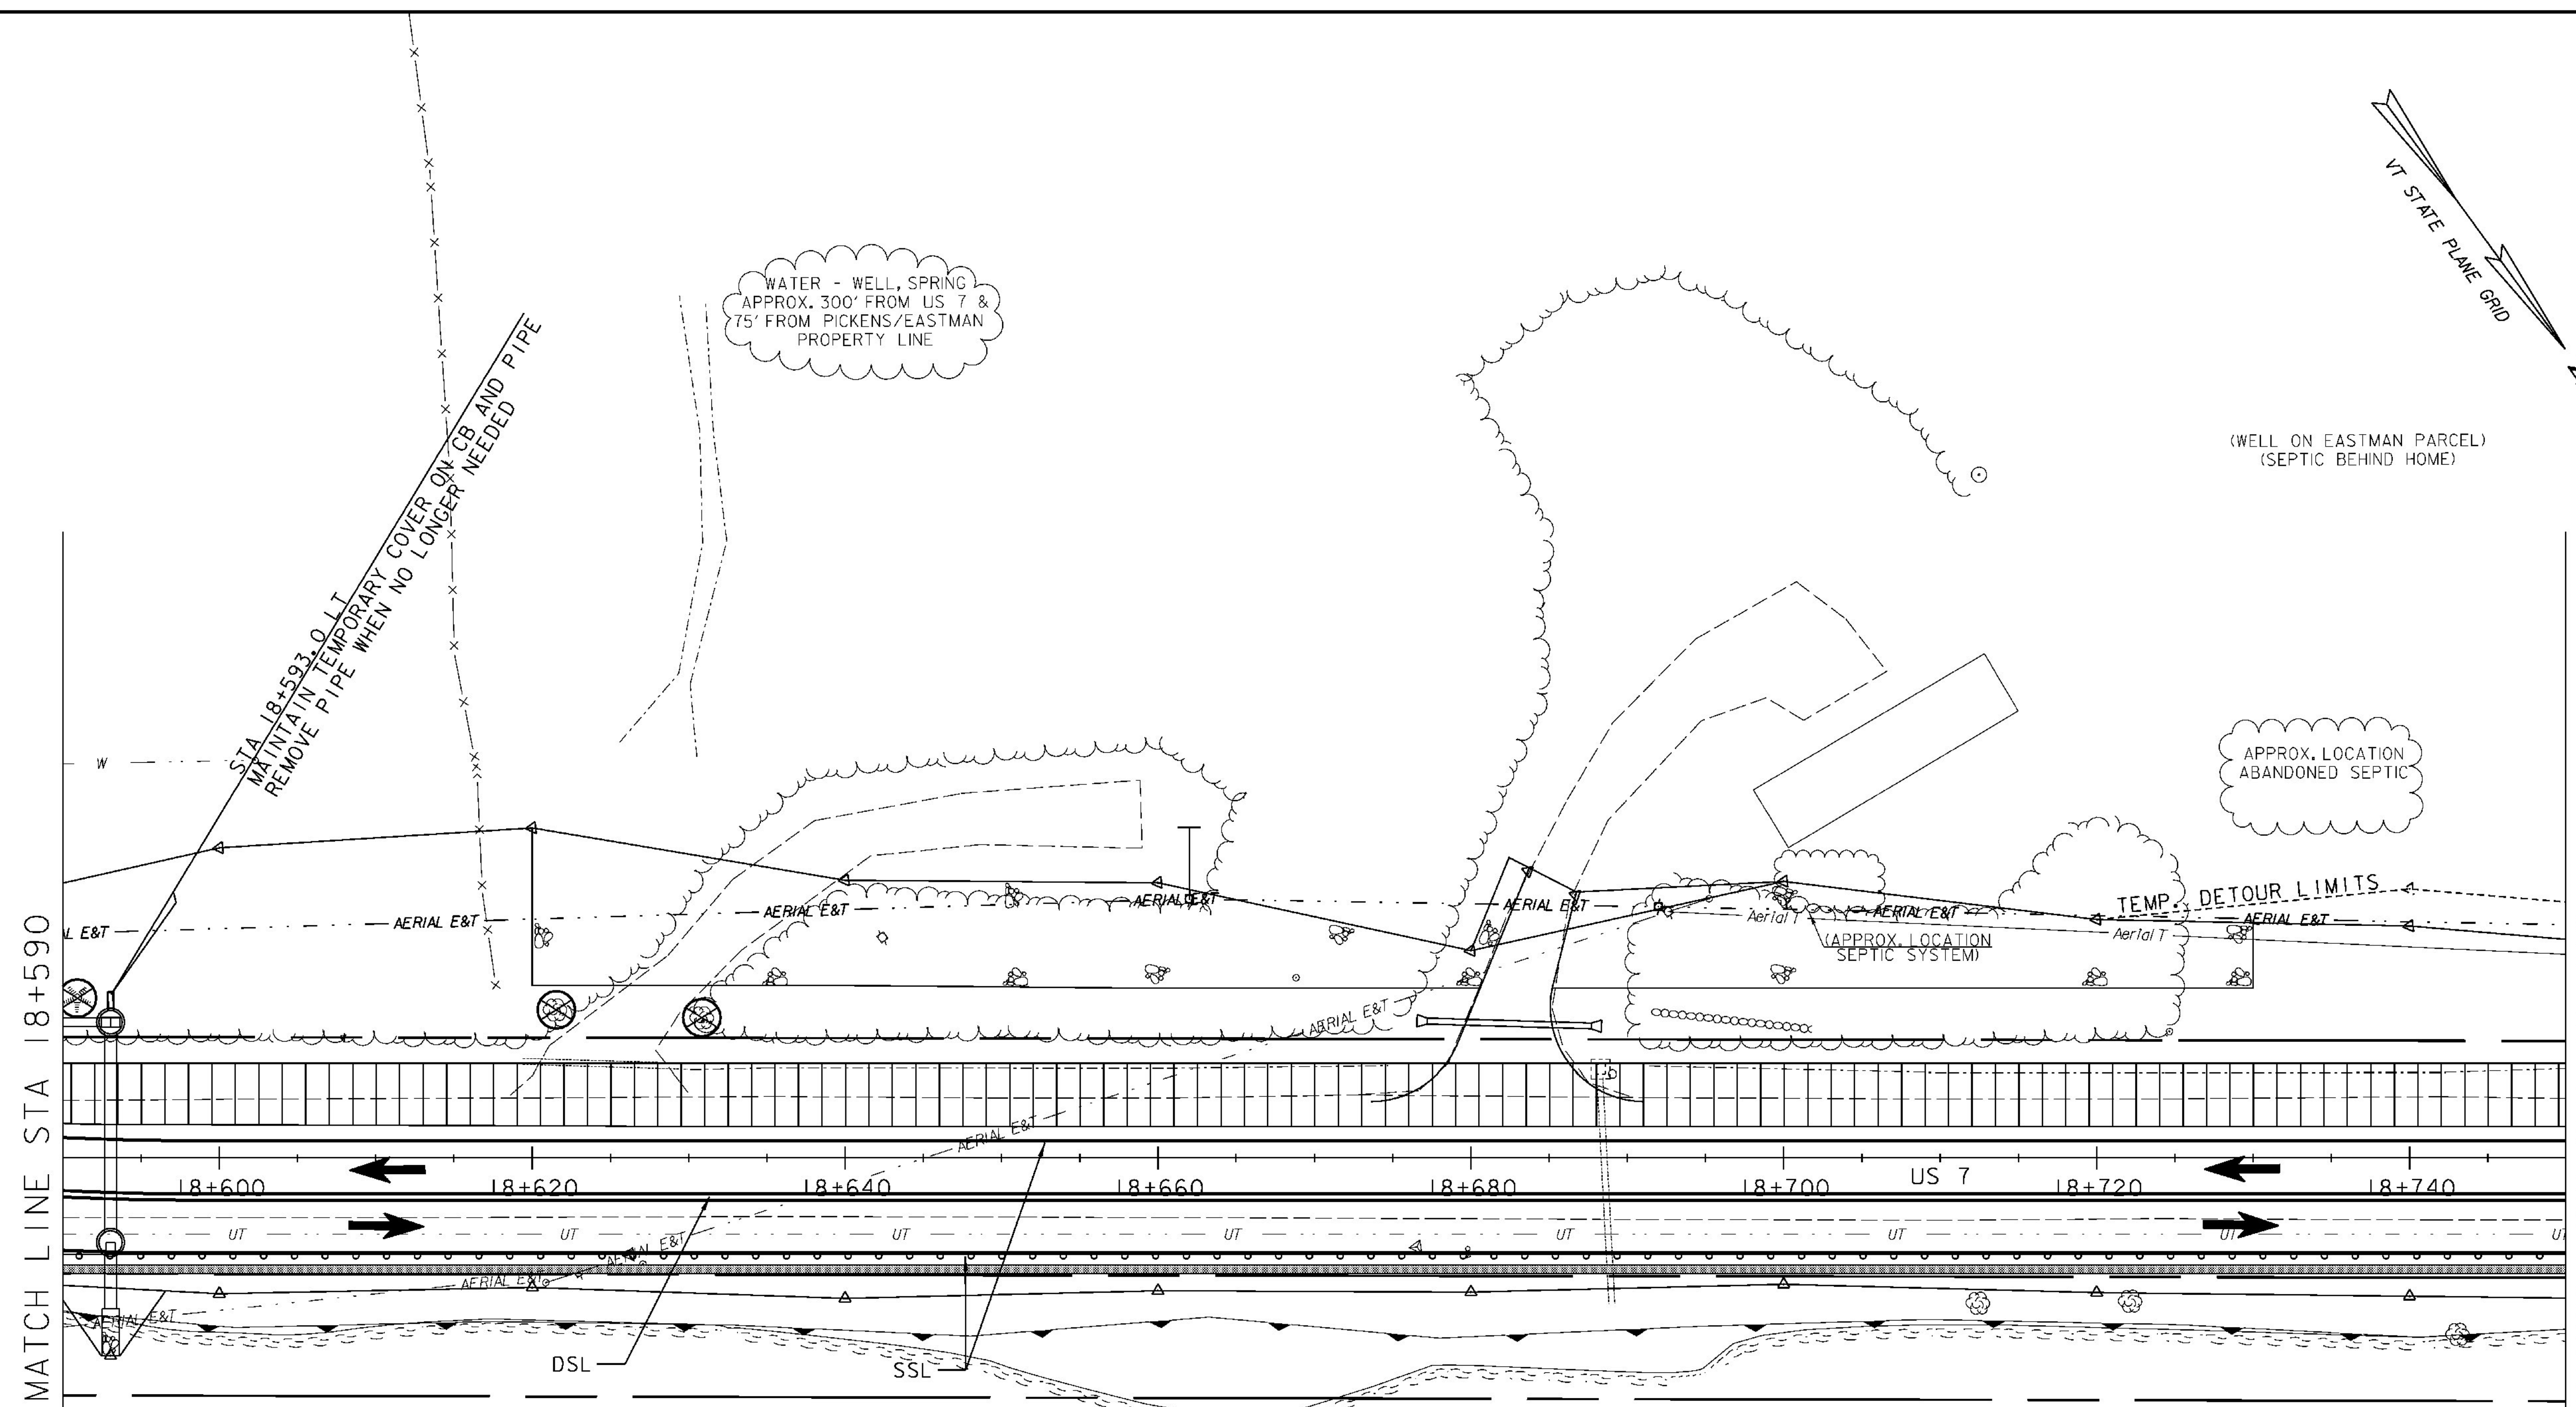 WATER - WELL, SPRING
APPROX. 300' FROM US 7 &
75' FROM PICKENS/EASTMAN
PROPERTY LINE
VT STATE PLANE GRID
(WELL ON EASTMAN PARCEL)
(SEPTIC BEHIND HOME)
STA 18+593.0 LT
MAINTAIN TEMPORARY COVER ON CB AND PIPE
REMOVE PIPE WHEN NO LONGER NEEDED
W
APPROX. LOCATION
ABANDONED SEPTIC
TEMP. DETOUR LIMITS
L E&T
AERIAL E&T
AERIAL E&T
AERIAL E&T
AERIAL E&T
AERIAL E&T
AERIAL E&T
Aerial T
Aerial T
(APPROX. LOCATION
SEPTIC SYSTEM)
AERIAL E&T
AERIAL E&T
MATCH LINE STA 18+590
18+600
18+620
18+640
18+660
18+680
18+700
US 7
18+720
18+740
UT
UT
UT
UT
UT
UT
UT
UT
AERIAL E&T
AERIAL E&T
AERIAL E&T
DSL
SSL